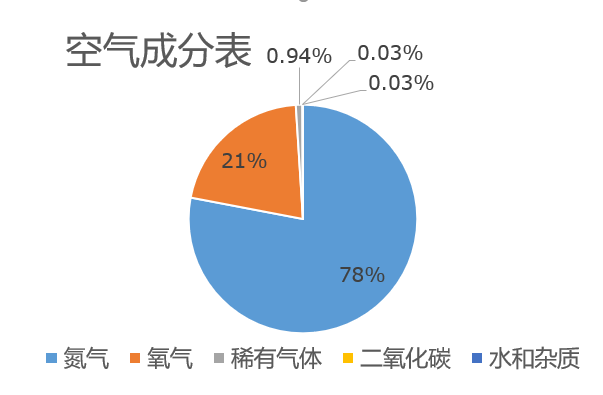 空气成分表
0.94%
0.03%
0.03%
21%
78%
氮气 氧气 稀有气体 二氧化碳 水和杂质